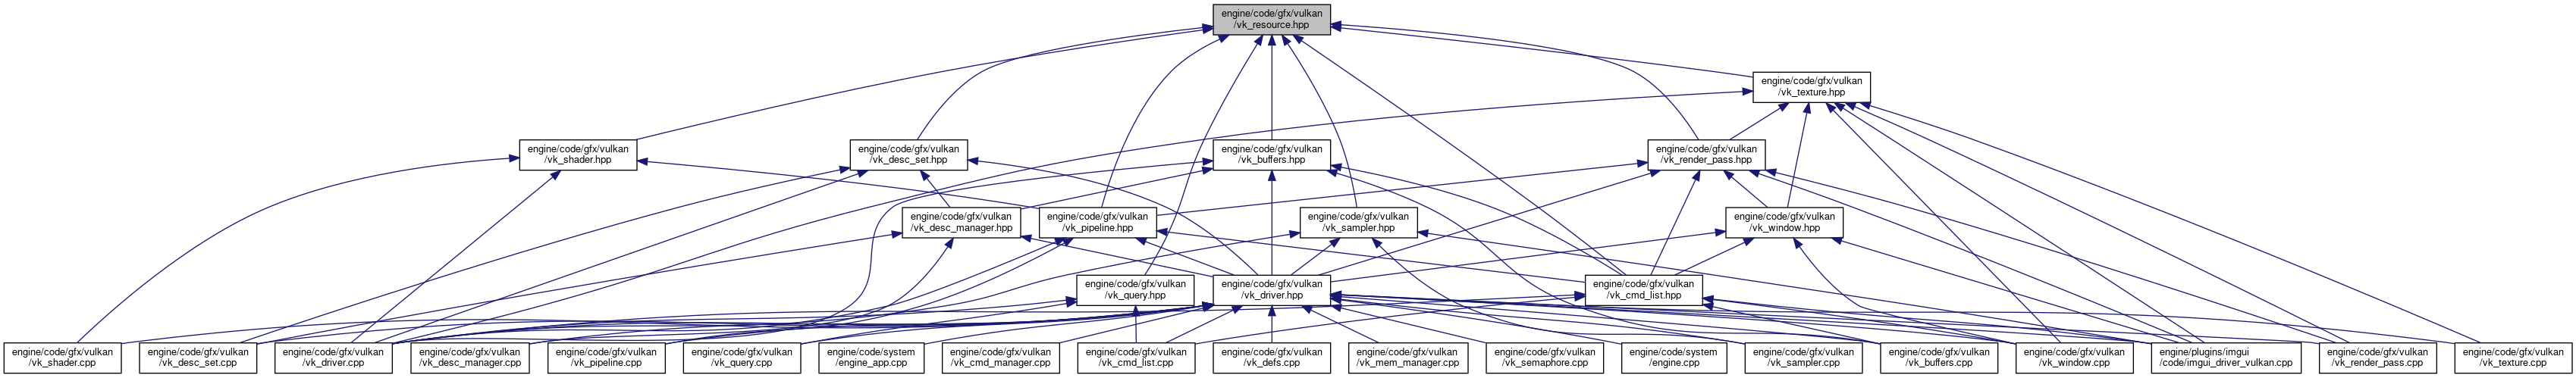 engine/code/gfx/vulkan
/vk_resource.hpp
engine/code/gfx/vulkan
/vk_texture.hpp
engine/code/gfx/vulkan
/vk_shader.hpp
engine/code/gfx/vulkan
/vk_desc_set.hpp
engine/code/gfx/vulkan
/vk_buffers.hpp
engine/code/gfx/vulkan
/vk_render_pass.hpp
engine/code/gfx/vulkan
/vk_desc_manager.hpp
engine/code/gfx/vulkan
/vk_pipeline.hpp
engine/code/gfx/vulkan
/vk_sampler.hpp
engine/code/gfx/vulkan
/vk_window.hpp
engine/code/gfx/vulkan
/vk_query.hpp
engine/code/gfx/vulkan
/vk_driver.hpp
engine/code/gfx/vulkan
/vk_cmd_list.hpp
engine/code/gfx/vulkan
/vk_shader.cpp
engine/code/gfx/vulkan
/vk_desc_set.cpp
engine/code/gfx/vulkan
/vk_driver.cpp
engine/code/gfx/vulkan
/vk_desc_manager.cpp
engine/code/gfx/vulkan
/vk_pipeline.cpp
engine/code/gfx/vulkan
/vk_query.cpp
engine/code/system
/engine_app.cpp
engine/code/gfx/vulkan
/vk_cmd_manager.cpp
engine/code/gfx/vulkan
/vk_cmd_list.cpp
engine/code/gfx/vulkan
/vk_defs.cpp
engine/code/gfx/vulkan
/vk_mem_manager.cpp
engine/code/gfx/vulkan
/vk_semaphore.cpp
engine/code/system
/engine.cpp
engine/code/gfx/vulkan
/vk_sampler.cpp
engine/code/gfx/vulkan
/vk_buffers.cpp
engine/code/gfx/vulkan
/vk_window.cpp
engine/plugins/imgui
/code/imgui_driver_vulkan.cpp
engine/code/gfx/vulkan
/vk_render_pass.cpp
engine/code/gfx/vulkan
/vk_texture.cpp